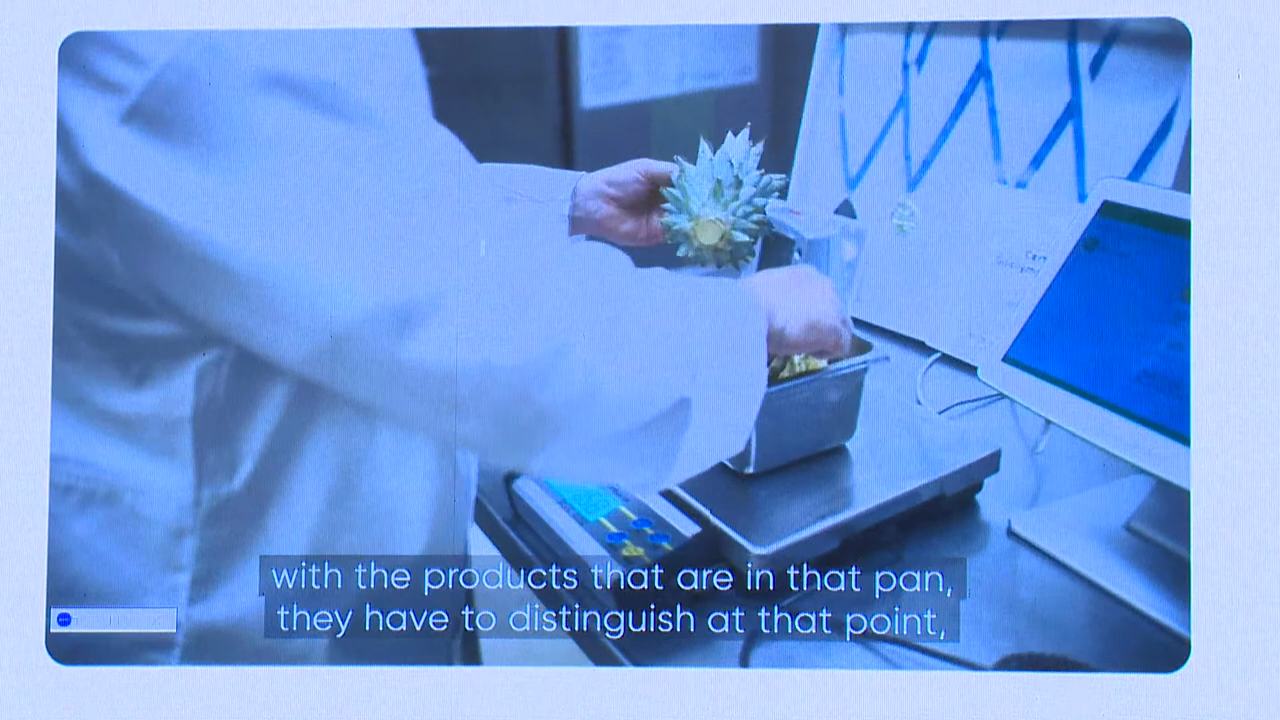 with the products that are in that pan,
they have to distinguish at that point,